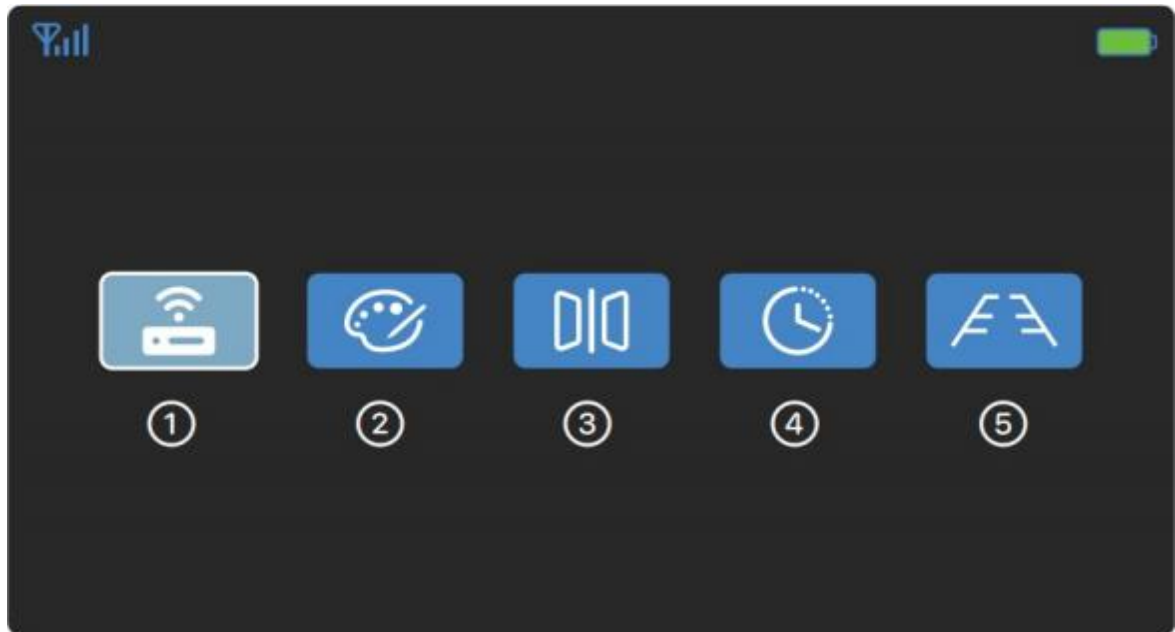 ① ② ③ ④ ⑤